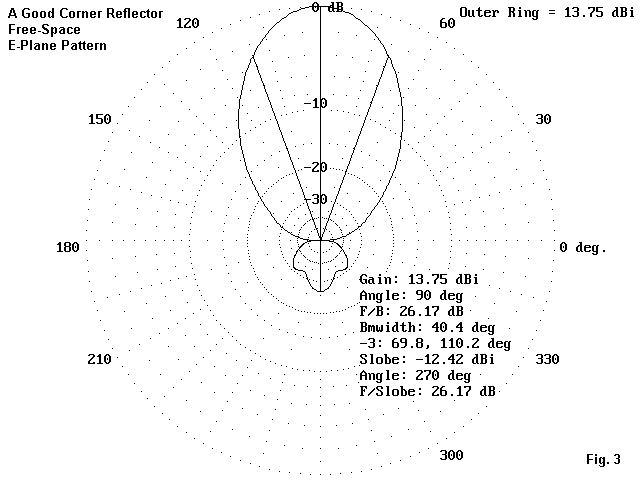 A Good Corner Reflector
Free-Space
E-Plane Pattern
0 dB
Outer Ring = 13.75 dBi
120
60
-10
150
30
-20
-30
180
0 deg.
Gain: 13.75 dBi
Angle: 90 deg
F/B: 26.17 dB
Bmwidth: 40.4 deg
-3: 69.8, 110.2 deg
Slobe: -12.42 dBi
Angle: 270 deg
F/Slobe: 26.17 dB
210
330
300
Fig. 3